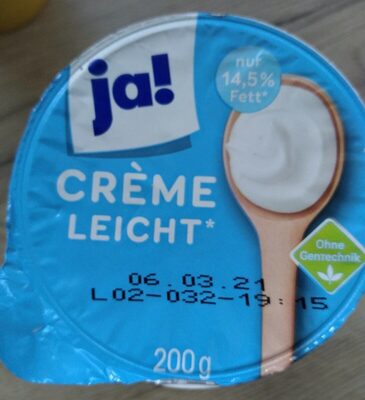 ja!
nur
14,5%
Fett*
CRÈME
LEICHT*
Ohne
Gentechnik
06.03.21
L02-032-19:15
200g